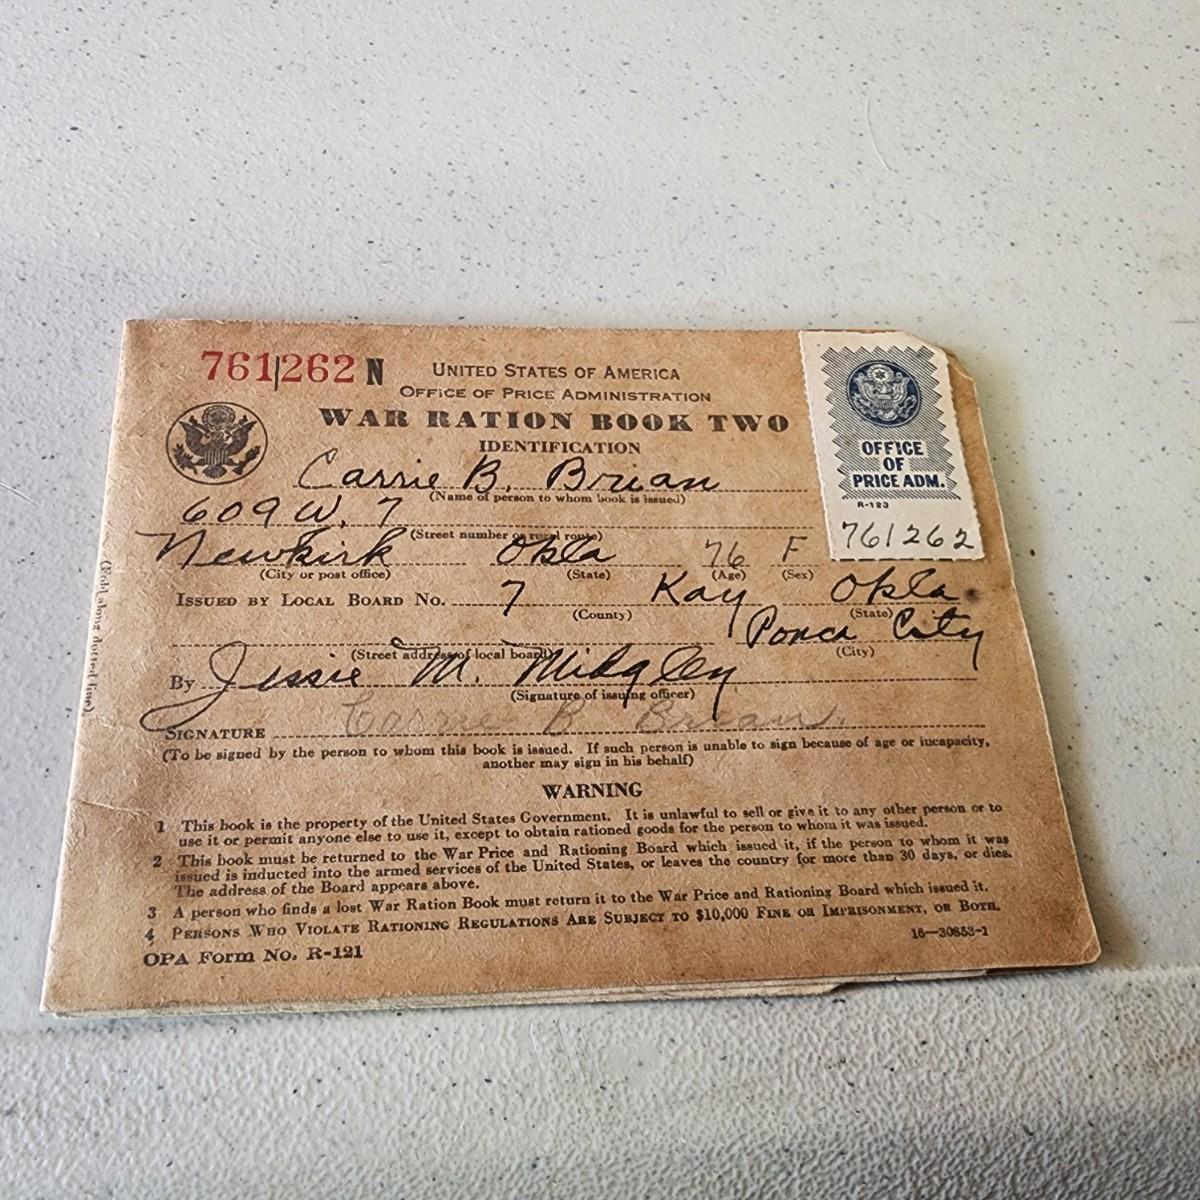 761262 N
UNITED STATES OF AMERICA
OFFICE OF PRICE ADMINISTRATION
WAR RATION BOOK TWO
IDENTIFICATION
OFFICE
OF
PRICE ADM.
R-123
761262
Carrie B. Brian
(Name of person to whom book is issued)
609 W. 7
(Street number or rural route)
Newkirk Okla 76 F
(City or post office) (State) (Age) (Sex)
ISSUED BY LOCAL BOARD NO. 7 Kay Okla
(County) (State)
Ponca City
(Street address of local board) (City)
By Jessie M. Midgley
(Signature of issuing officer)
SIGNATURE Carrie B Brian.
(To be signed by the person to whom this book is issued. If such person is unable to sign because of age or incapacity,
another may sign in his behalf)
WARNING
1 This book is the property of the United States Government. It is unlawful to sell or give it to any other person or to
use it or permit anyone else to use it, except to obtain rationed goods for the person to whom it was issued.
2 This book must be returned to the War Price and Rationing Board which issued it, if the person to whom it was
issued is inducted into the armed services of the United States, or leaves the country for more than 30 days, or dies.
The address of the Board appears above.
3 A person who finds a lost War Ration Book must return it to the War Price and Rationing Board which issued it.
4 PERSONS WHO VIOLATE RATIONING REGULATIONS ARE SUBJECT TO $10,000 FINE OR IMPRISONMENT, OR BOTH.
OPA Form No. R-121
16—30853-1
(Fold along dotted line)